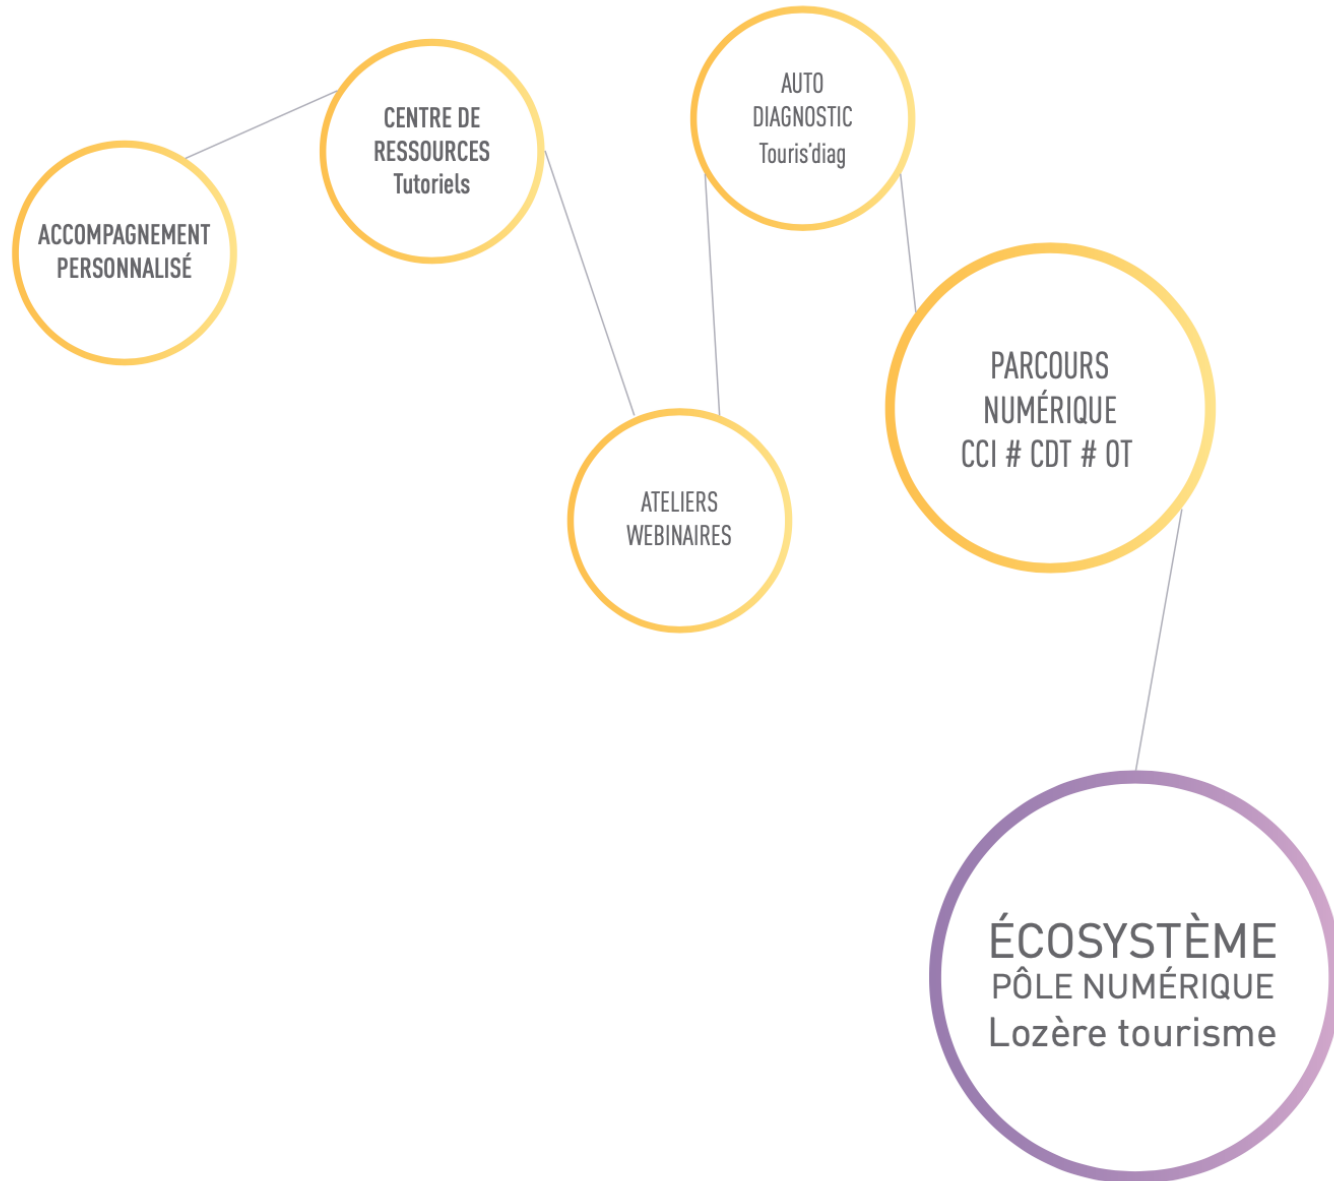 ACCOMPAGNEMENT
PERSONNALISÉ
CENTRE DE
RESSOURCES
Tutoriels
ATELIERS
WEBINAIRES
AUTO
DIAGNOSTIC
Touris'diag
PARCOURS
NUMÉRIQUE
CCI # CDT # OT
ÉCOSYSTÈME
PÔLE NUMÉRIQUE
Lozère tourisme